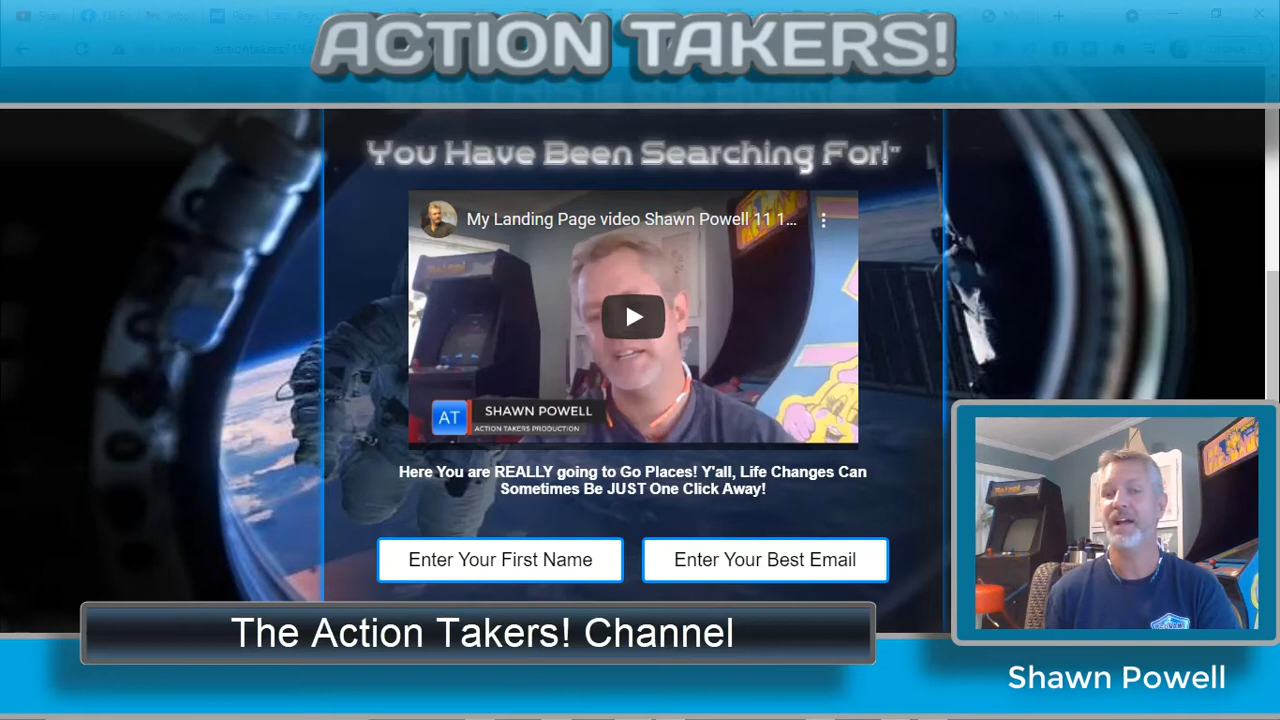 ACTION TAKERS!
You Have Been Searching For!"
My Landing Page video Shawn Powell 11 1...
AT
SHAWN POWELL
ACTION TAKERS PRODUCTION
Here You are REALLY going to Go Places! Y'all, Life Changes Can
Sometimes Be JUST One Click Away!
Enter Your First Name
Enter Your Best Email
The Action Takers! Channel
Shawn Powell